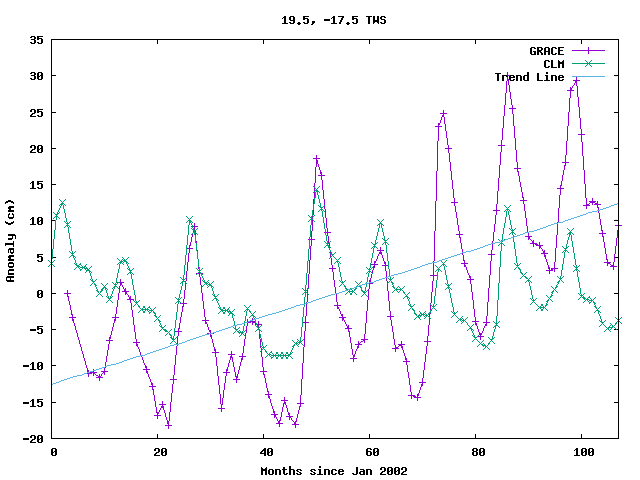 19.5, -17.5 TWS
GRACE
CLM
Trend Line
Anomaly (cm)
35
30
25
20
15
10
5
0
-5
-10
-15
-20
0 20 40 60 80 100
Months since Jan 2002